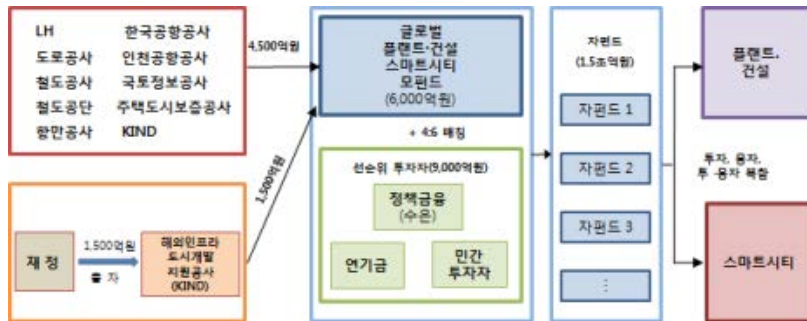 LH 한국공항공사
도로공사 인천공항공사
철도공사 국토정보공사
철도공단 주택도시보증공사
항만공사 KIND
4,500억원
재 정
1,500억원
출 자
해외인프라
도시개발
지원공사
(KIND)
1,500억원
글로벌
플랜트·건설
스마트시티
모펀드
(6,000억원)
+ 4:6 매칭
선순위 투자자(9,000억원)
정책금융
(수은)
연기금
민간
투자자
자펀드
(1.5조억원)
자펀드 1
자펀드 2
자펀드 3
⋮
투자, 융자,
투·융자 복합
플랜트·
건설
스마트시티